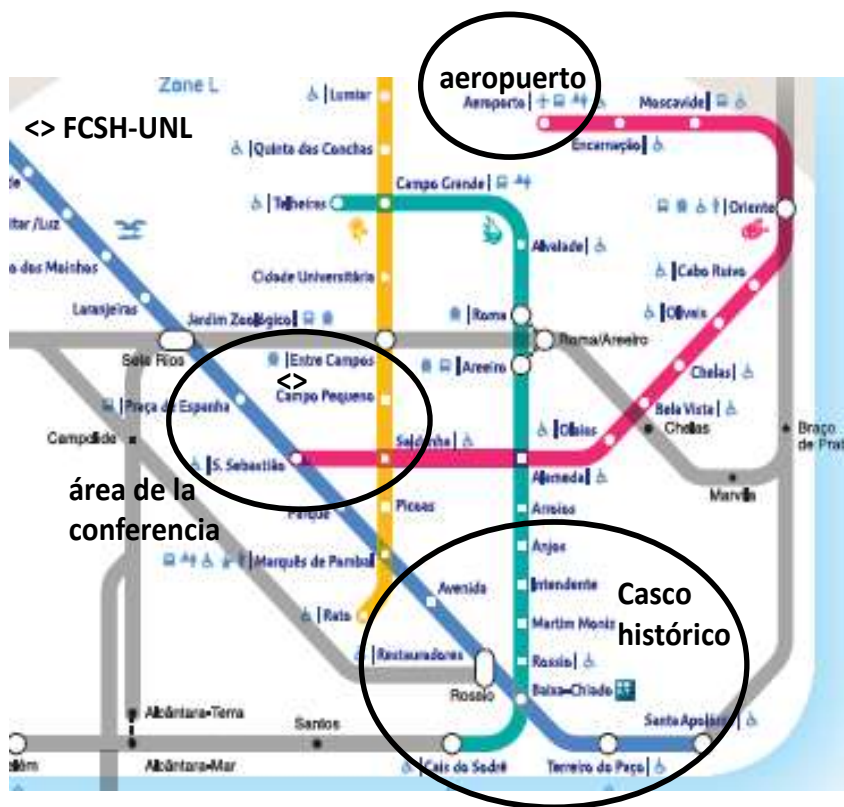 aeropuerto
Zone L
Lumiar
Aeroporto
Moscavide
<> FCSH-UNL
Encarnação
Quinta das Conchas
Campo Grande
Telheiras
Oriente
Alvalade
Cidade Universitária
Cabo Ruivo
Laranjeiras
Jardim Zoológico
Roma
Olivais
Roma/Areeiro
Sete Rios
Entre Campos
Areeiro
<>
Chelas
Praça de Espanha
Campo Pequeno
Bela Vista
Chelas
Campolide
Saldanha
Olaias
Braço
de Prat
S. Sebastião
Alameda
Marvila
área de la
conferencia
Parque
Picoas
Arroios
Anjos
Marquês de Pombal
Avenida
Intendente
Casco
histórico
Rato
Martim Moniz
Restauradores
Rossio
Rossio
Baixa-Chiado
Alcântara-Terra
Santos
Santa Apolónia
Alcântara-Mar
Cais do Sodré
Terreiro do Paço